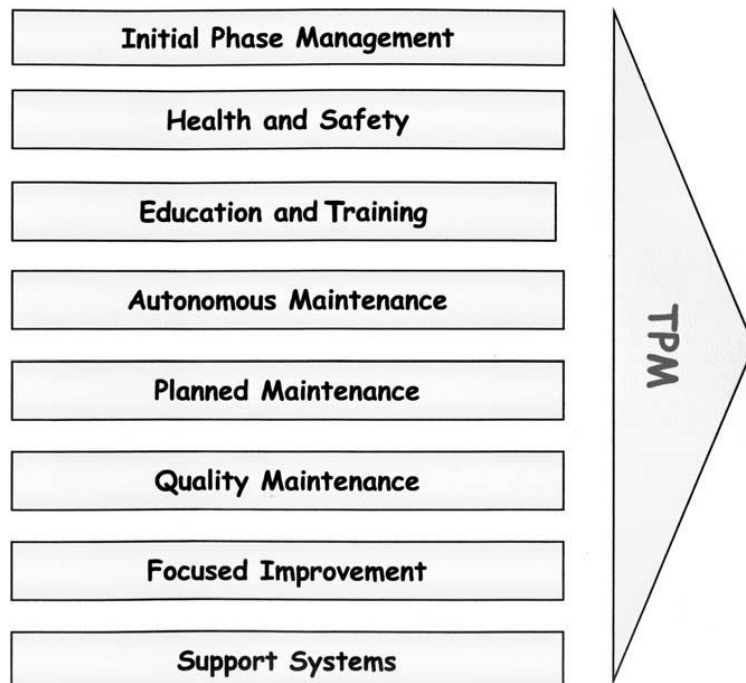 Initial Phase Management
Health and Safety
Education and Training
Autonomous Maintenance
Planned Maintenance
Quality Maintenance
Focused Improvement
Support Systems
TPM